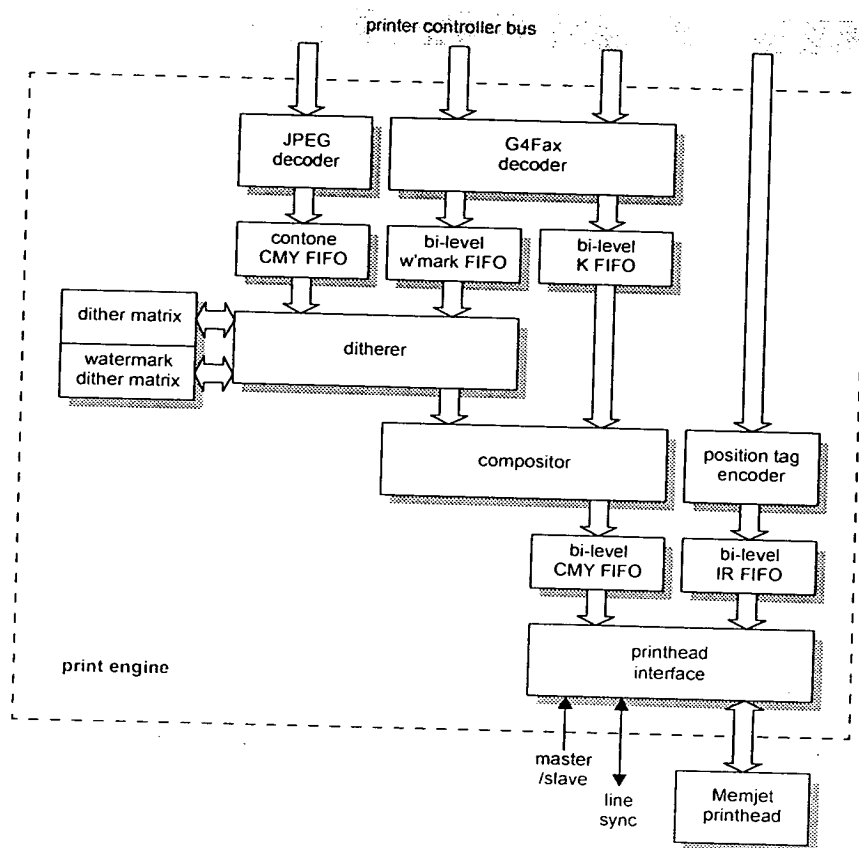 printer controller bus
JPEG
decoder
G4Fax
decoder
contone
CMY FIFO
bi-level
w'mark FIFO
bi-level
K FIFO
dither matrix
watermark
dither matrix
ditherer
compositor
position tag
encoder
bi-level
CMY FIFO
bi-level
IR FIFO
printhead
interface
print engine
master
/slave
line
sync
Memjet
printhead